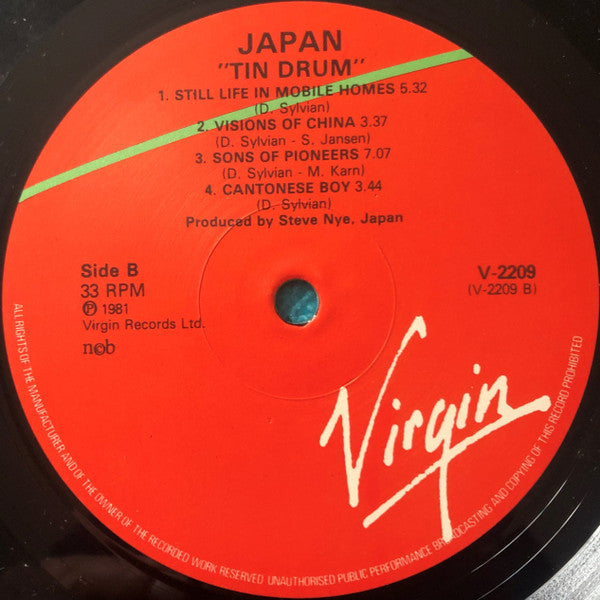 JAPAN
"TIN DRUM"
1. STILL LIFE IN MOBILE HOMES 5.32
(D. Sylvian)
2. VISIONS OF CHINA 3.37
(D. Sylvian - S. Jansen)
3. SONS OF PIONEERS 7.07
(D. Sylvian - M. Karn)
4. CANTONESE BOY 3.44
(D. Sylvian)
Produced by Steve Nye, Japan
Side B
33 RPM
Ⓟ 1981
Virgin Records Ltd.
n©b
V-2209
(V-2209 B)
Virgin
ALL RIGHTS OF THE MANUFACTURER AND OF THE OWNER OF THE RECORDED WORK RESERVED UNAUTHORISED PUBLIC PERFORMANCE BROADCASTING AND COPYING OF THIS RECORD PROHIBITED